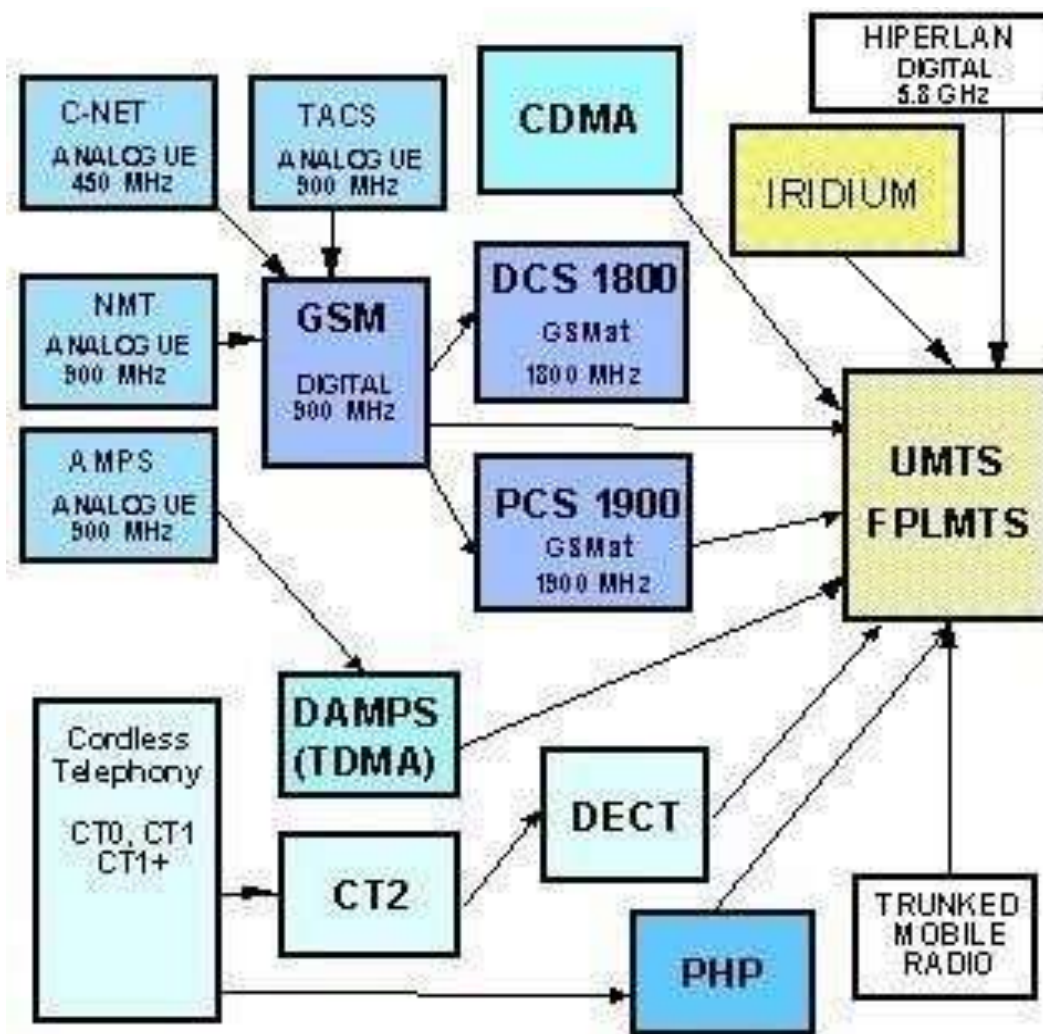 HIPERLAN
DIGITAL
5.8 GHz
C-NET
ANALOGUE
450 MHz
TACS
ANALOGUE
900 MHz
CDMA
IRIDIUM
NMT
ANALOGUE
900 MHz
GSM
DIGITAL
900 MHz
DCS 1800
GSMat
1800 MHz
AMPS
ANALOGUE
900 MHz
PCS 1900
GSMat
1900 MHz
UMTS
FPLMTS
DAMPS
(TDMA)
Cordless
Telephony
CT0, CT1
CT1+
DECT
CT2
PHP
TRUNKED
MOBILE
RADIO